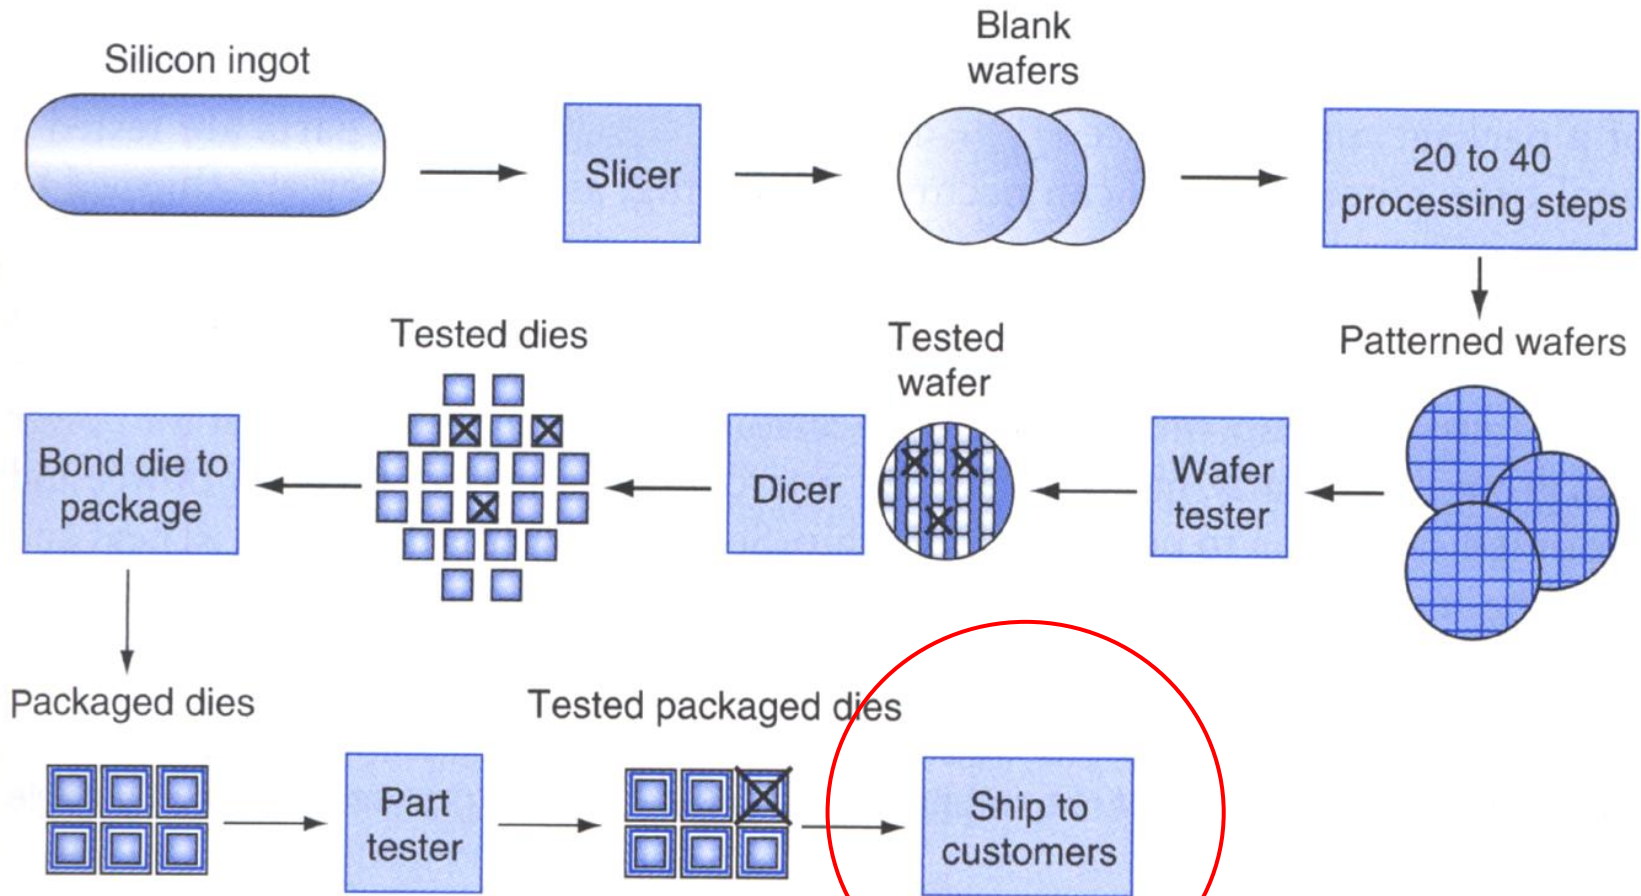 Silicon ingot
Slicer
Blank
wafers
20 to 40
processing steps
Patterned wafers
Wafer
tester
Tested
wafer
Dicer
Tested dies
Bond die to
package
Packaged dies
Part
tester
Tested packaged dies
Ship to
customers